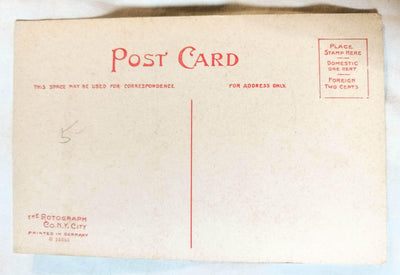 POST CARD
PLACE
STAMP HERE
DOMESTIC
ONE CENT
FOREIGN
TWO CENTS
THIS SPACE MAY BE USED FOR CORRESPONDENCE.
FOR ADDRESS ONLY.
5-
THE ROTOGRAPH
CO. N.Y. CITY
PRINTED IN GERMANY